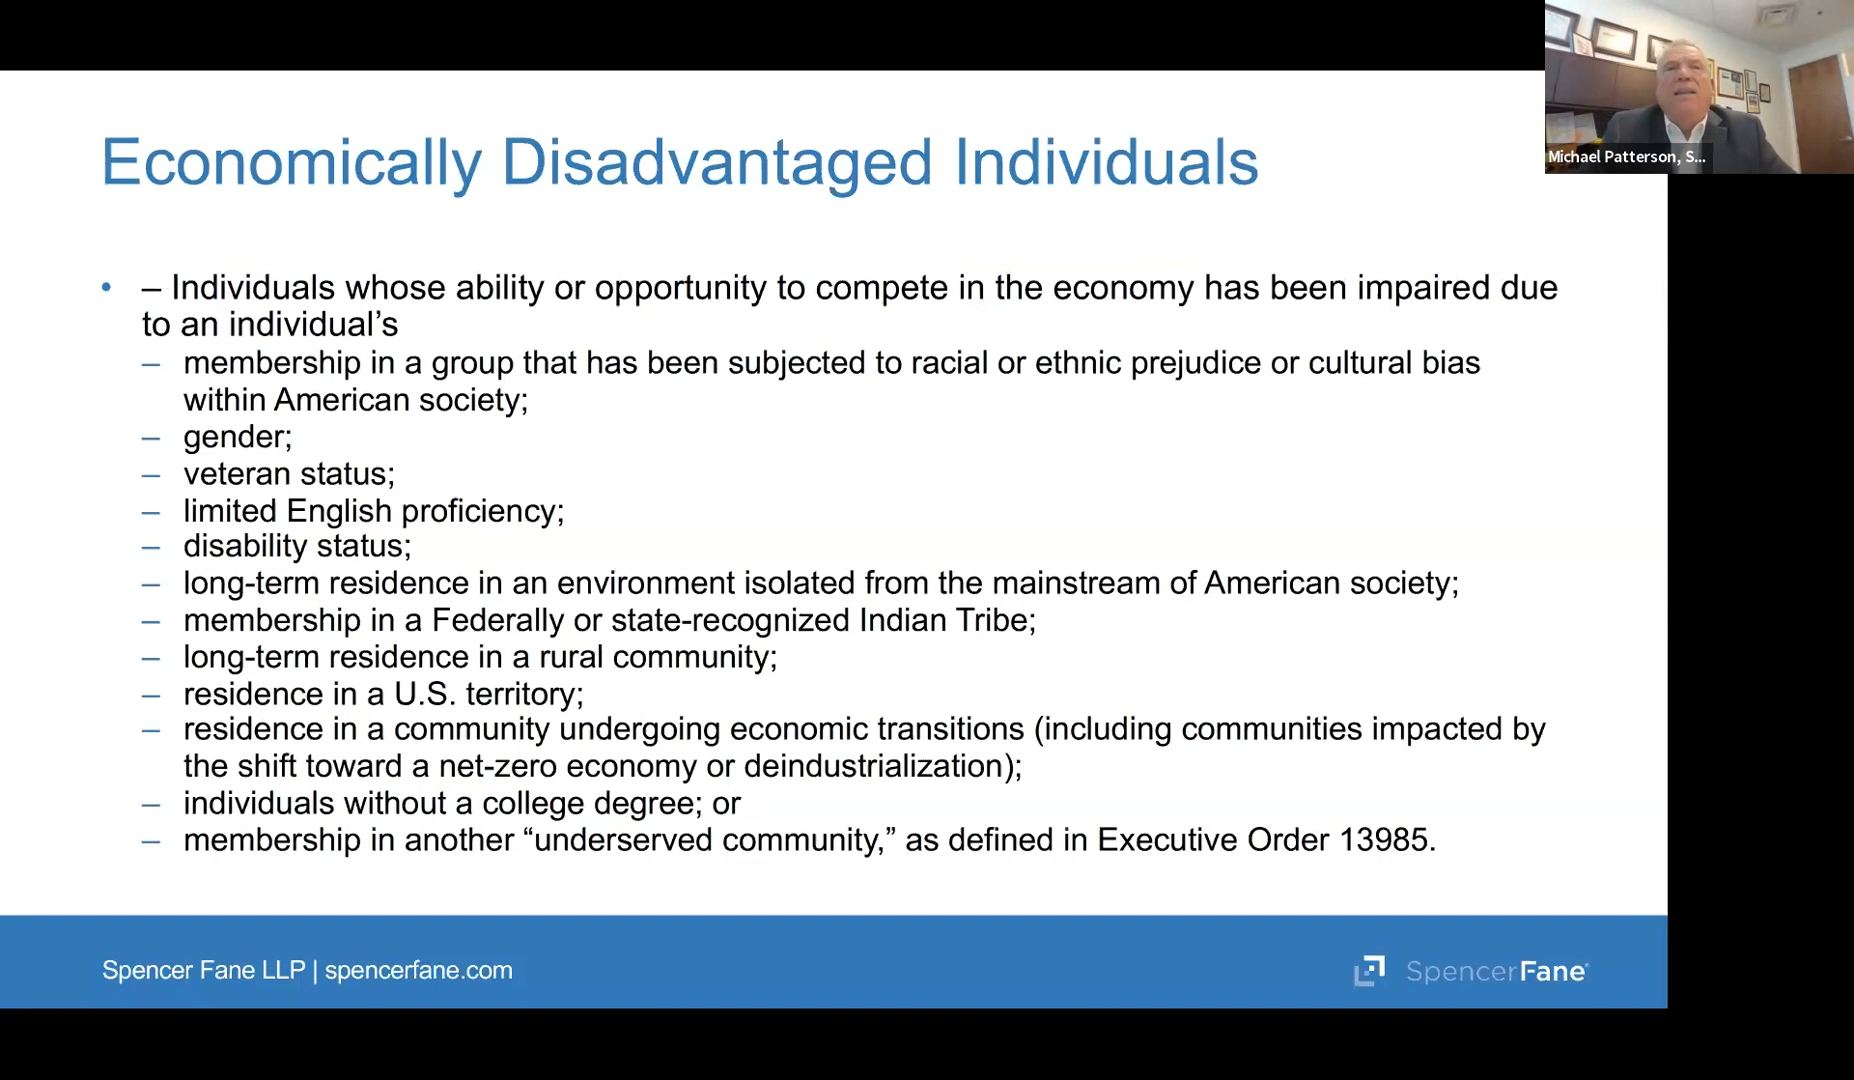 Michael Patterson, S...
Economically Disadvantaged Individuals
• – Individuals whose ability or opportunity to compete in the economy has been impaired due
to an individual’s
– membership in a group that has been subjected to racial or ethnic prejudice or cultural bias
within American society;
– gender;
– veteran status;
– limited English proficiency;
– disability status;
– long-term residence in an environment isolated from the mainstream of American society;
– membership in a Federally or state-recognized Indian Tribe;
– long-term residence in a rural community;
– residence in a U.S. territory;
– residence in a community undergoing economic transitions (including communities impacted by
the shift toward a net-zero economy or deindustrialization);
– individuals without a college degree; or
– membership in another “underserved community,” as defined in Executive Order 13985.
Spencer Fane LLP | spencerfane.com
SpencerFane